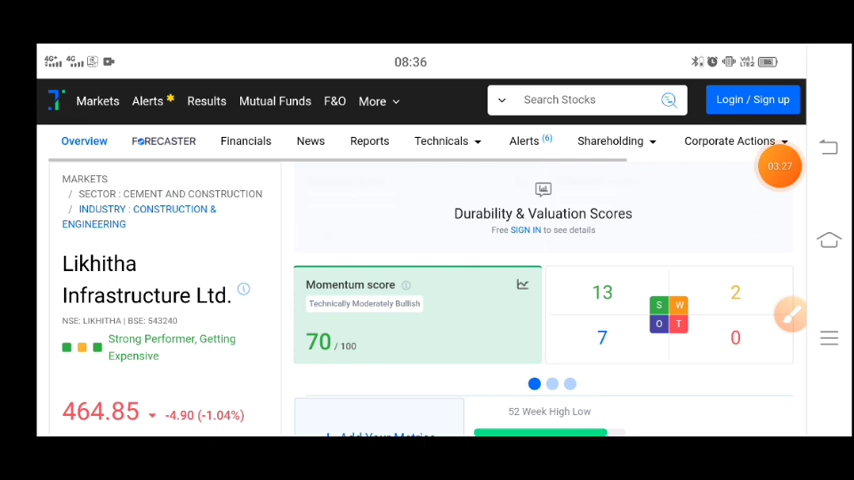 08:36
Markets Alerts Results Mutual Funds F&O More Search Stocks Login / Sign up
Overview FORECASTER Financials News Reports Technicals Alerts (6) Shareholding Corporate Actions
03:27
MARKETS
/ SECTOR : CEMENT AND CONSTRUCTION
/ INDUSTRY : CONSTRUCTION &
ENGINEERING
Durability & Valuation Scores
Free SIGN IN to see details
Likhitha
Infrastructure Ltd.
NSE: LIKHITHA | BSE: 543240
Strong Performer, Getting
Expensive
464.85 -4.90 (-1.04%)
Momentum score
Technically Moderately Bullish
70 / 100
13 2
S W
O T
7 0
52 Week High Low
Add Your Metrics